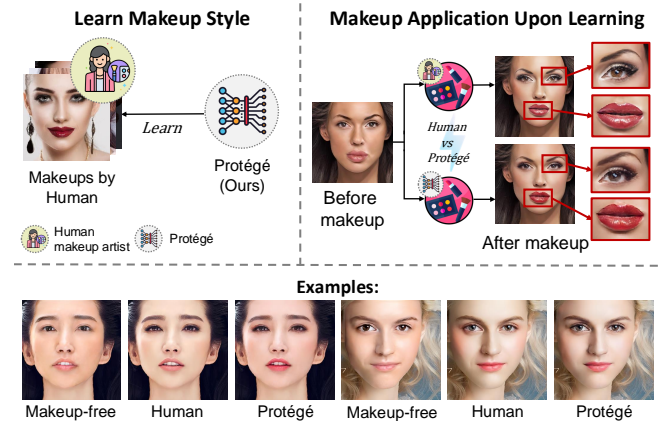 Learn Makeup Style
Learn
Makeups by
Human
Protégé
(Ours)
Human
makeup artist
Protégé
Makeup Application Upon Learning
Before
makeup
Human
vs
Protégé
After makeup
Examples:
Makeup-free
Human
Protégé
Makeup-free
Human
Protégé